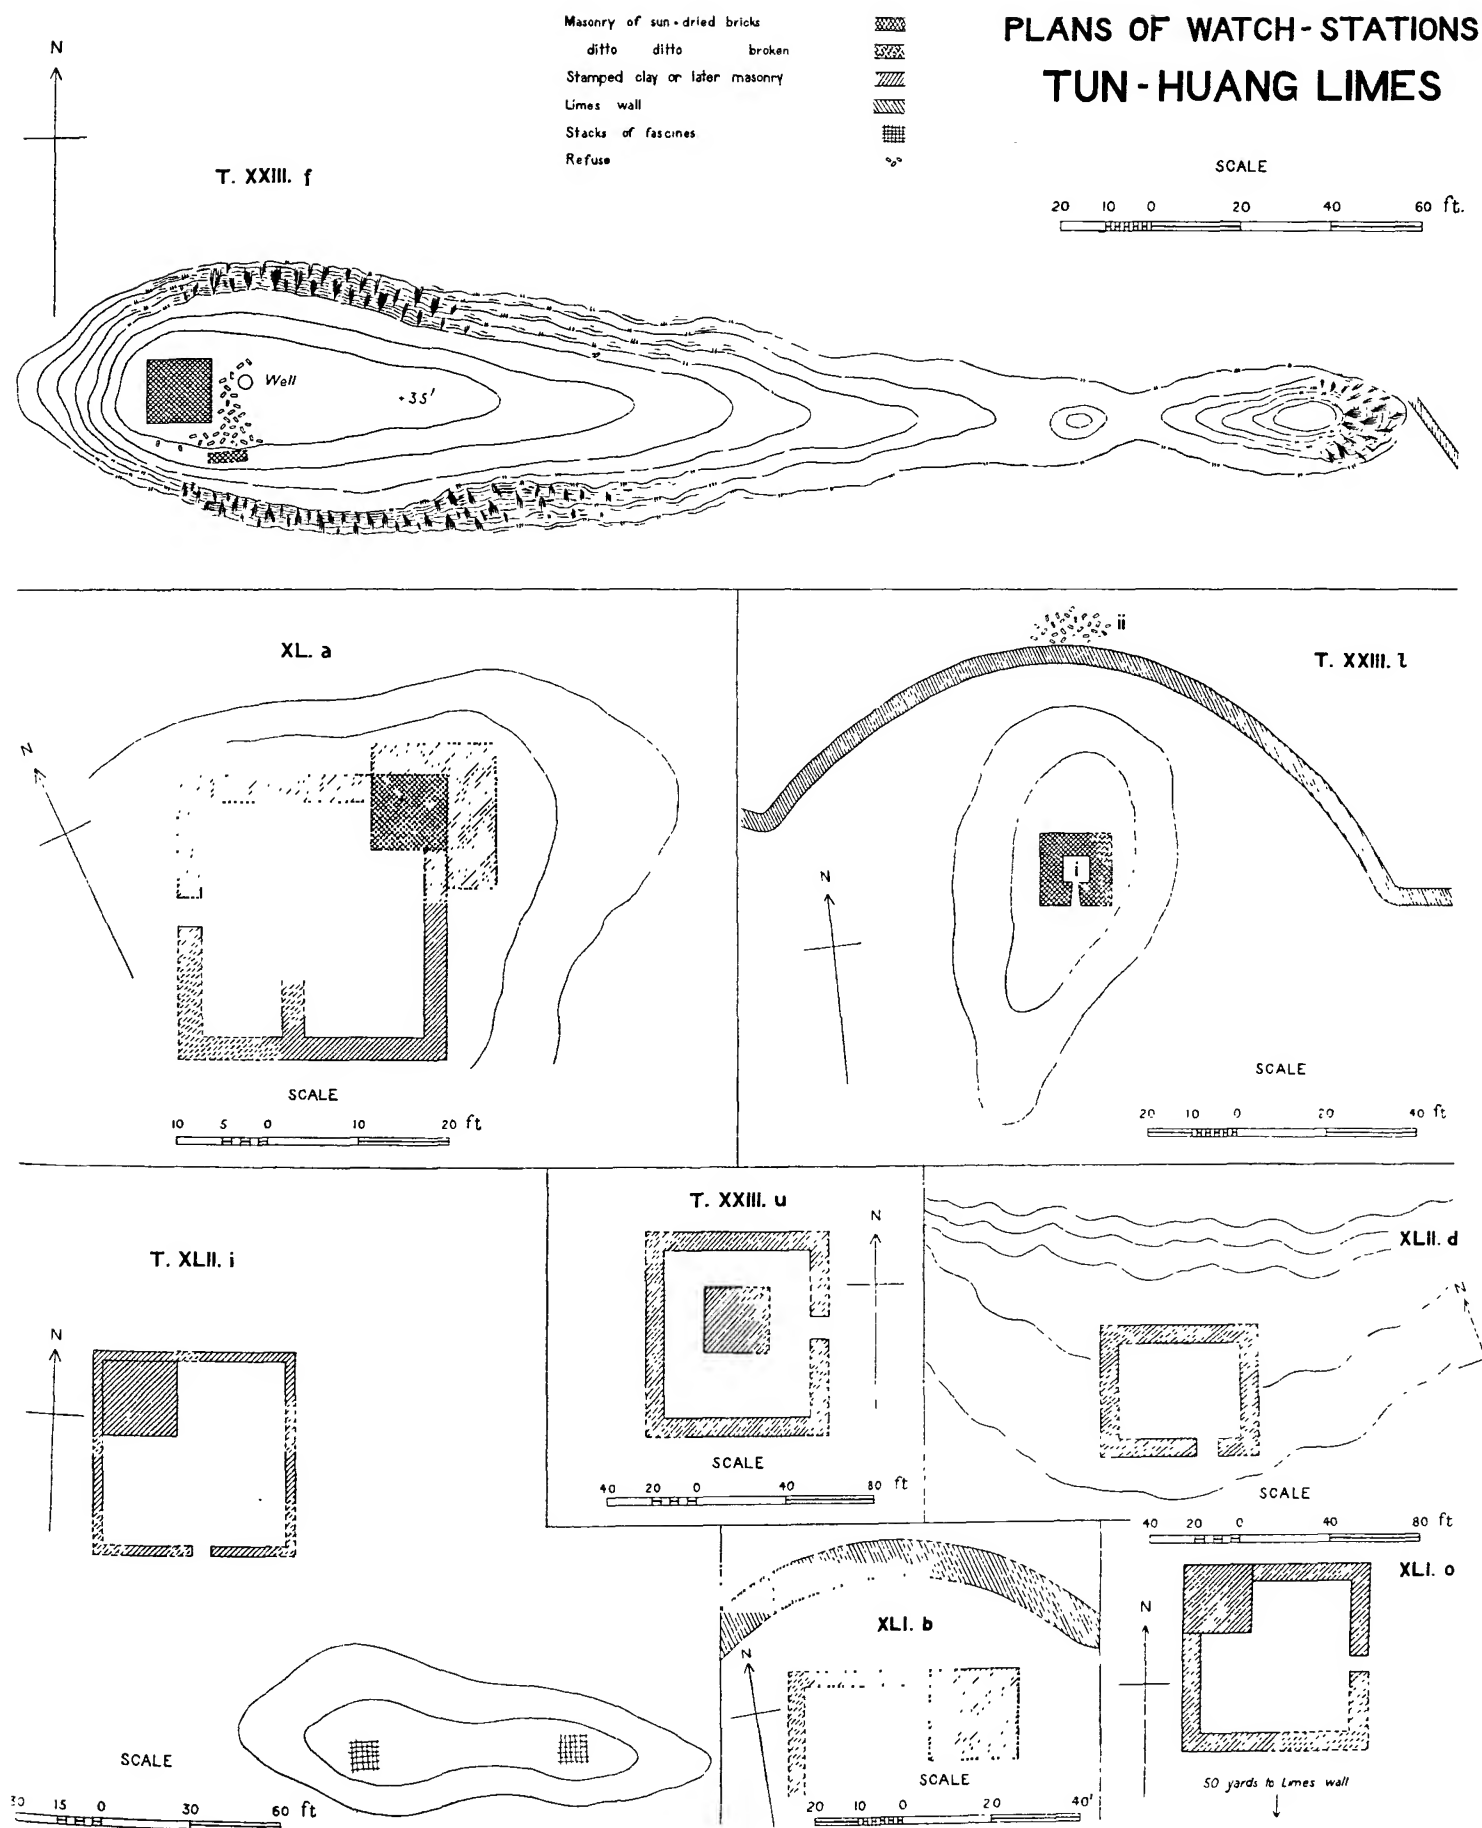 PLANS OF WATCH-STATIONS
TUN-HUANG LIMES
Masonry of sun-dried bricks
ditto ditto broken
Stamped clay or later masonry
Limes wall
Stacks of fascines
Refuse
SCALE
20 10 0 20 40 60 ft.
N
T. XXIII. f
Well
+35'
XL. a
N
SCALE
10 5 0 10 20 ft
ii
T. XXIII. l
i
N
SCALE
20 10 0 20 40 ft
T. XLII. i
N
SCALE
15 0 30 60 ft
T. XXIII. u
N
SCALE
40 20 0 40 80 ft
XLII. d
N
SCALE
40 20 0 40 80 ft
XLI. b
N
SCALE
20 10 0 20 40'
XLI. o
N
50 yards to Limes wall